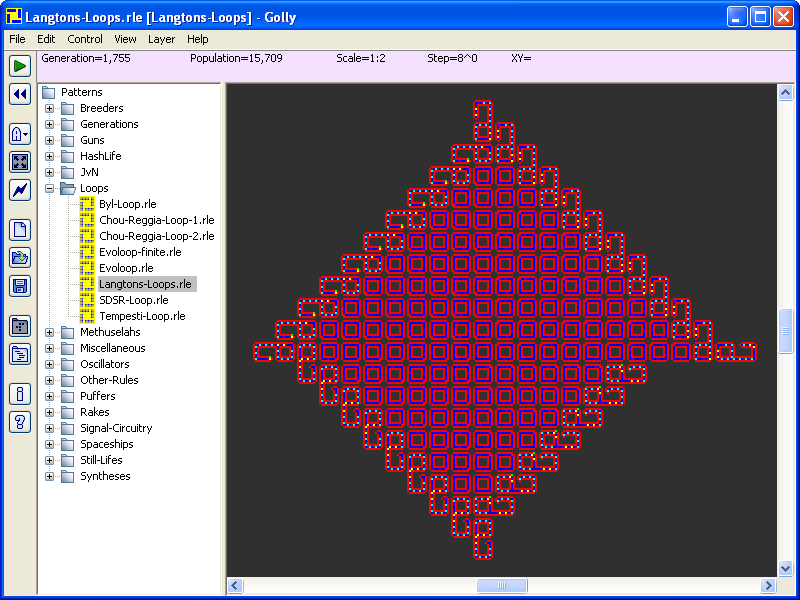 Langtons-Loops.rle [Langtons-Loops] - Golly
File Edit Control View Layer Help
Generation=1,755 Population=15,709 Scale=1:2 Step=8^0 XY=
Patterns
Breeders
Generations
Guns
HashLife
JvN
Loops
Byl-Loop.rle
Chou-Reggia-Loop-1.rle
Chou-Reggia-Loop-2.rle
Evoloop-finite.rle
Evoloop.rle
Langtons-Loops.rle
SDSR-Loop.rle
Tempesti-Loop.rle
Methuselahs
Miscellaneous
Oscillators
Other-Rules
Puffers
Rakes
Signal-Circuitry
Spaceships
Still-Lifes
Syntheses